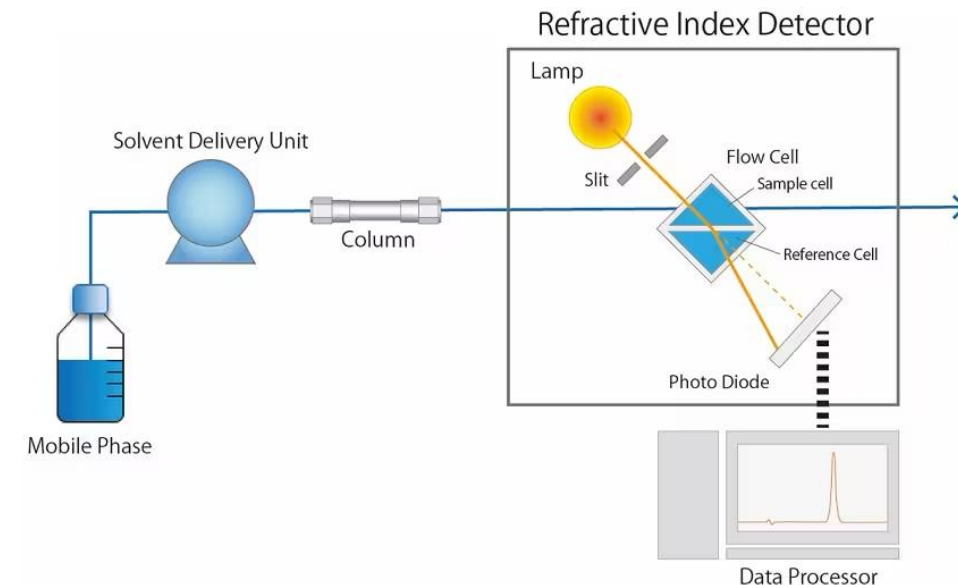 Refractive Index Detector
Lamp
Solvent Delivery Unit
Flow Cell
Slit
Sample cell
Column
Reference Cell
Photo Diode
Mobile Phase
Data Processor